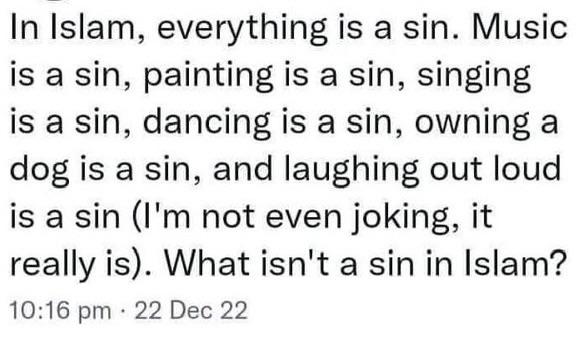 In Islam, everything is a sin. Music
is a sin, painting is a sin, singing
is a sin, dancing is a sin, owning a
dog is a sin, and laughing out loud
is a sin (I'm not even joking, it
really is). What isn't a sin in Islam?
10:16 pm · 22 Dec 22